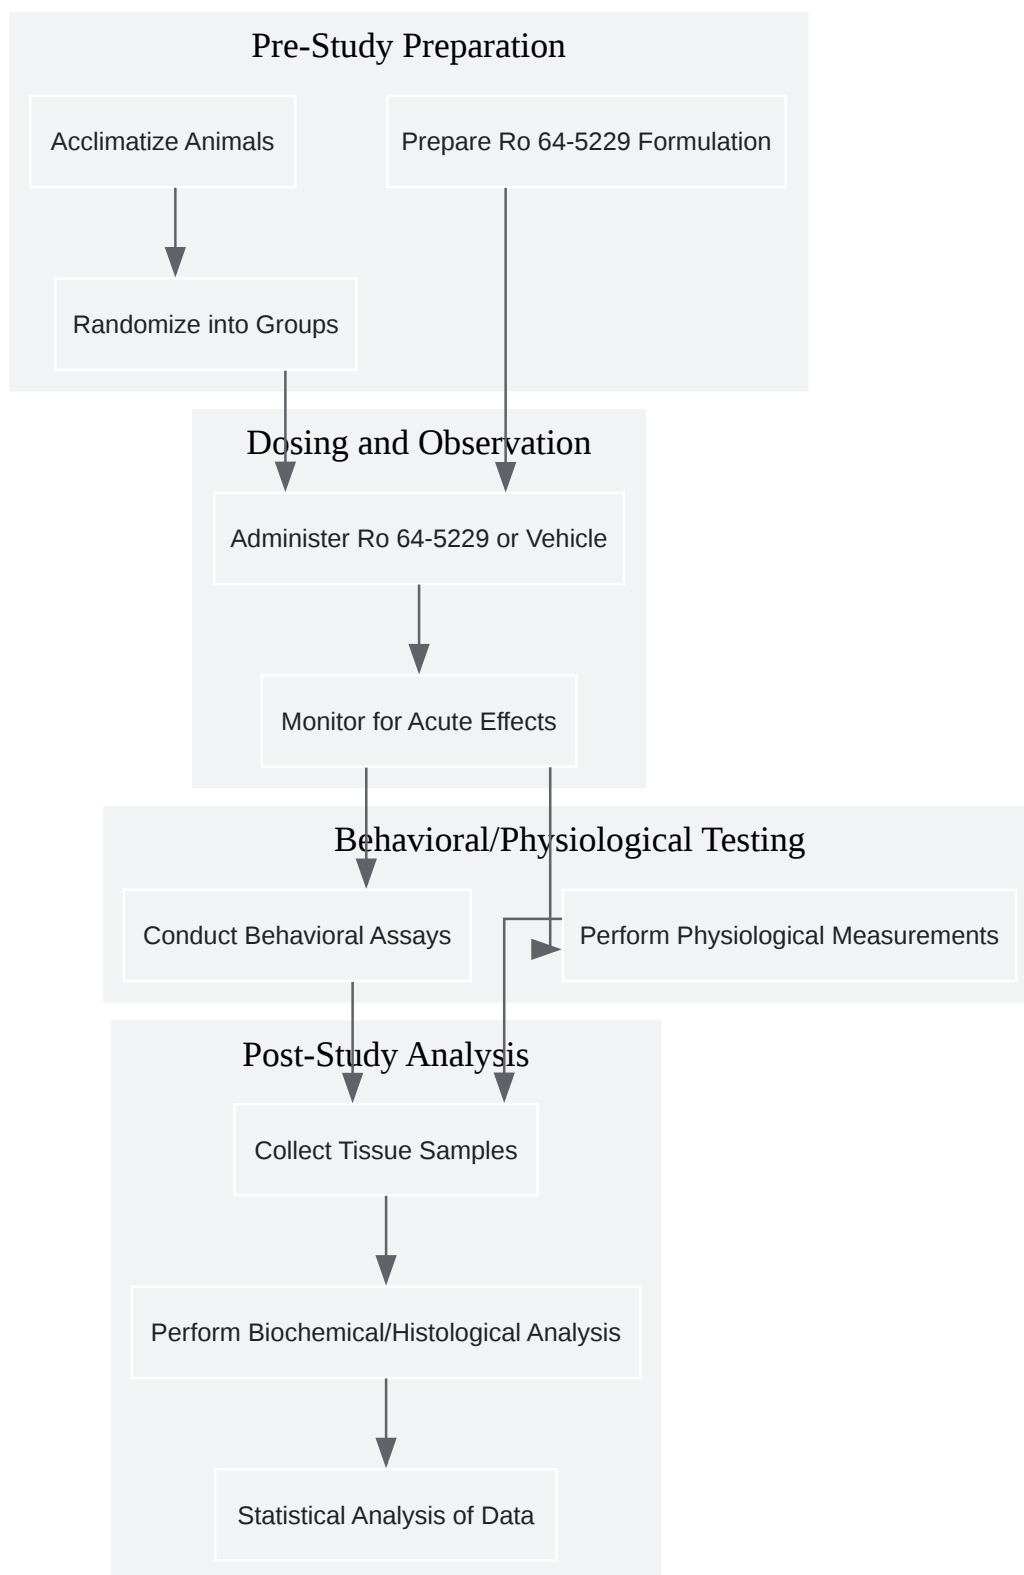 Pre-Study Preparation
Acclimatize Animals
Prepare Ro 64-5229 Formulation
Randomize into Groups
Dosing and Observation
Administer Ro 64-5229 or Vehicle
Monitor for Acute Effects
Behavioral/Physiological Testing
Conduct Behavioral Assays
Perform Physiological Measurements
Post-Study Analysis
Collect Tissue Samples
Perform Biochemical/Histological Analysis
Statistical Analysis of Data